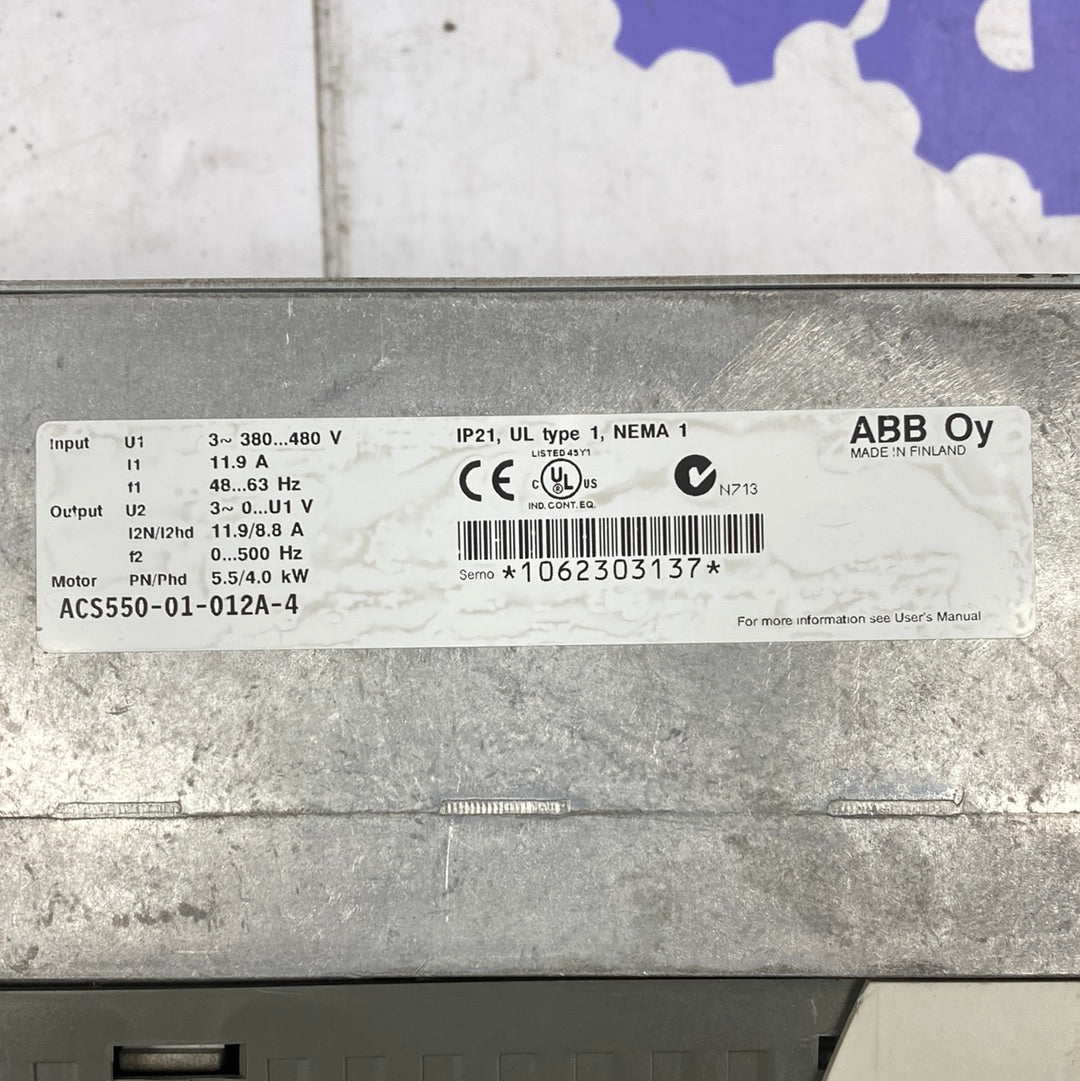 Input U1 3~ 380...480 V
I1 11.9 A
f1 48...63 Hz
Output U2 3~ 0...U1 V
I2N/I2hd 11.9/8.8 A
f2 0...500 Hz
Motor PN/Phd 5.5/4.0 kW
ACS550-01-012A-4
IP21, UL type 1, NEMA 1
LISTED 45Y1
CE C UL ® US
IND. CONT. EQ.
N713
Serno *1062303137*
ABB Oy
MADE IN FINLAND
For more information see User's Manual